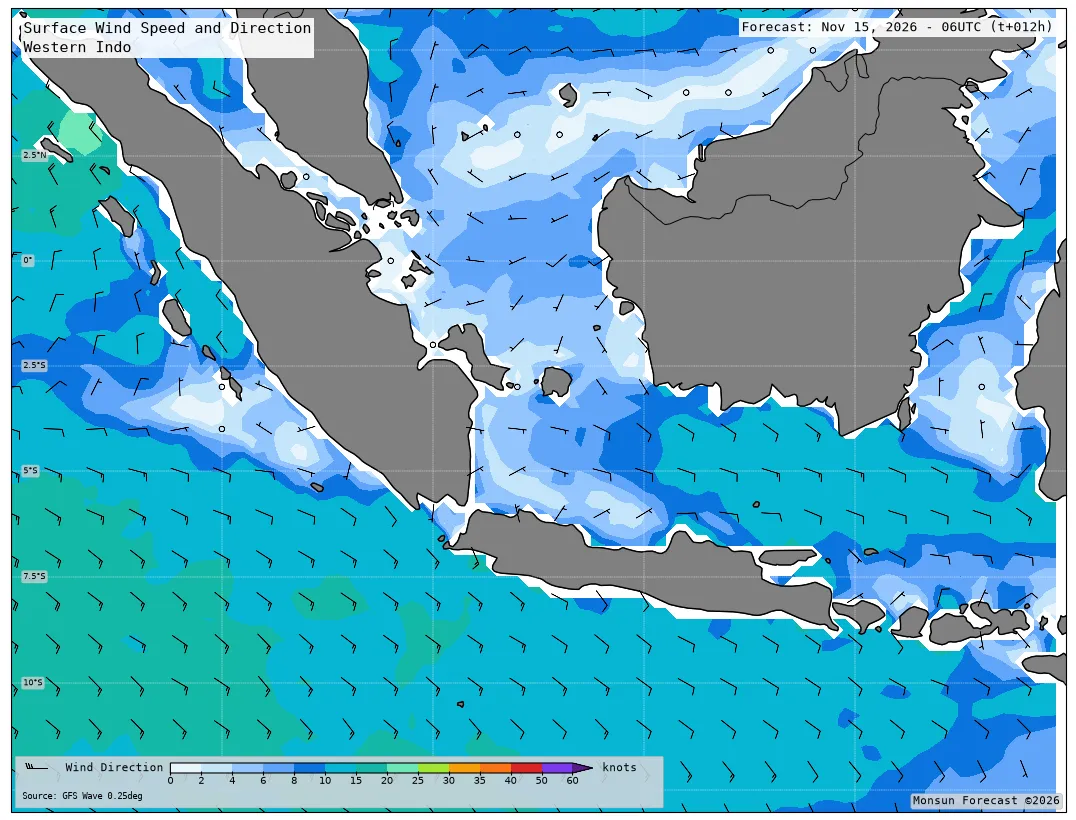 Surface Wind Speed and Direction
Western Indo
Forecast: Nov 15, 2026 - 06UTC (t+012h)
2.5°N
0°
2.5°S
5°S
7.5°S
10°S
Wind Direction
0 2 4 6 8 10 15 20 25 30 35 40 50 60
knots
Source: GFS Wave 0.25deg
Monsun Forecast ©2026